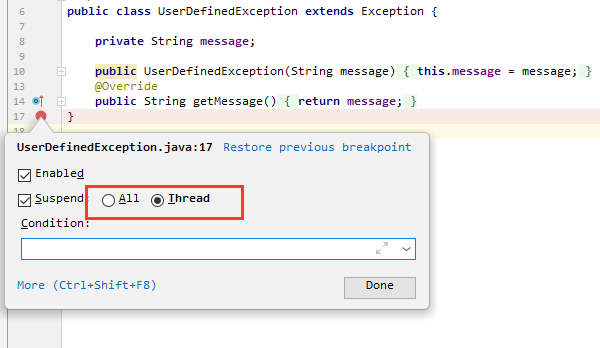 6 public class UserDefinedException extends Exception {
7
8 private String message;
9
10 public UserDefinedException(String message) { this.message = message; }
13 @Override
14 public String getMessage() { return message; }
17 }
18
UserDefinedException.java:17 Restore previous breakpoint
Enabled
Suspend: All Thread
Condition:
More (Ctrl+Shift+F8) Done